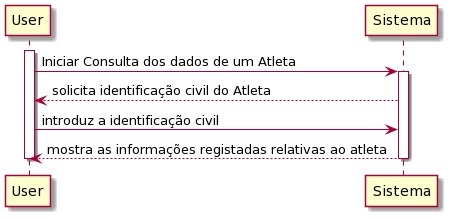 User Sistema
Iniciar Consulta dos dados de um Atleta
solicita identificação civil do Atleta
introduz a identificação civil
mostra as informações registadas relativas ao atleta
User Sistema